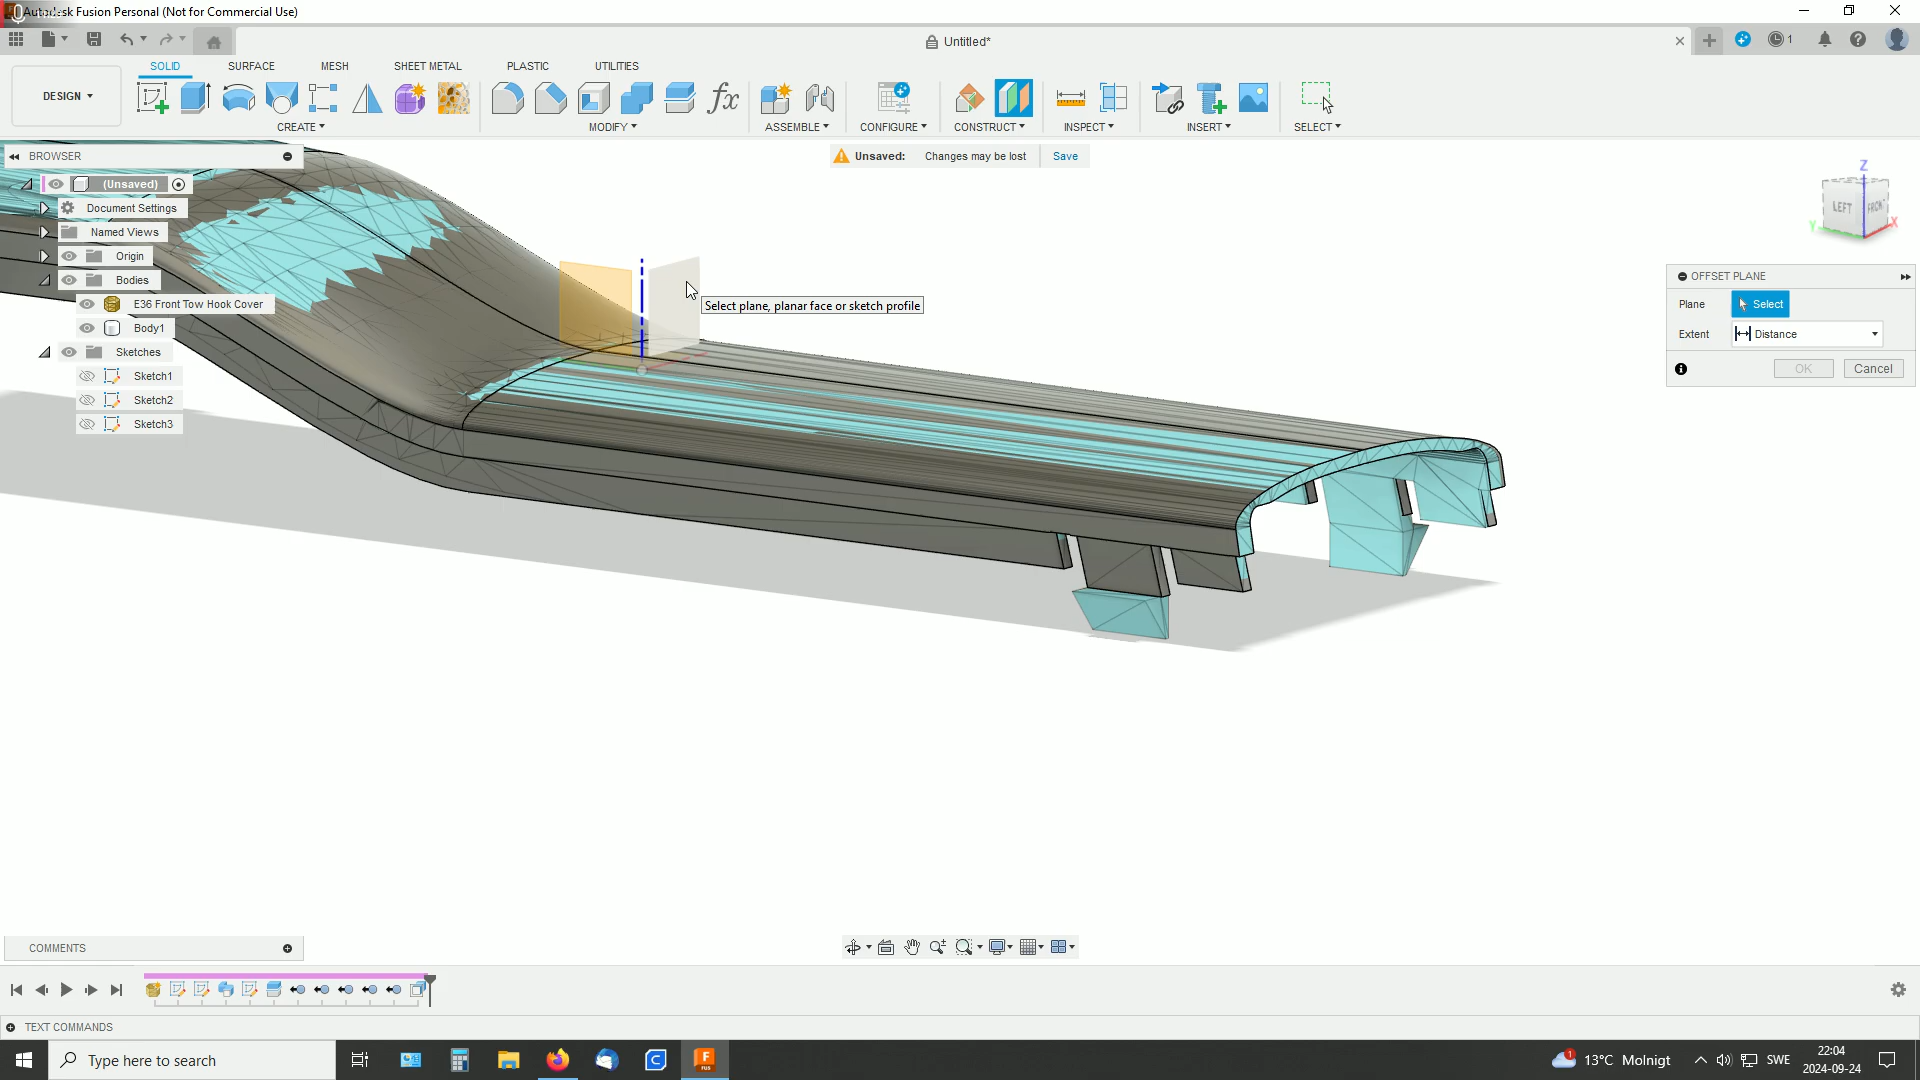 Autodesk Fusion Personal (Not for Commercial Use)
Untitled*
1
DESIGN
SOLID
SURFACE
MESH
SHEET METAL
PLASTIC
UTILITIES
CREATE
MODIFY
ASSEMBLE
CONFIGURE
CONSTRUCT
INSPECT
INSERT
SELECT
BROWSER
Unsaved: Changes may be lost Save
(Unsaved)
Document Settings
Named Views
Origin
Bodies
E36 Front Tow Hook Cover
Body1
Sketches
Sketch1
Sketch2
Sketch3
Select plane, planar face or sketch profile
Z
LEFT
FRONT
Y
X
OFFSET PLANE
Plane Select
Extent Distance
OK Cancel
COMMENTS
TEXT COMMANDS
Type here to search
1
13°C Molnigt
SWE
22:04
2024-09-24